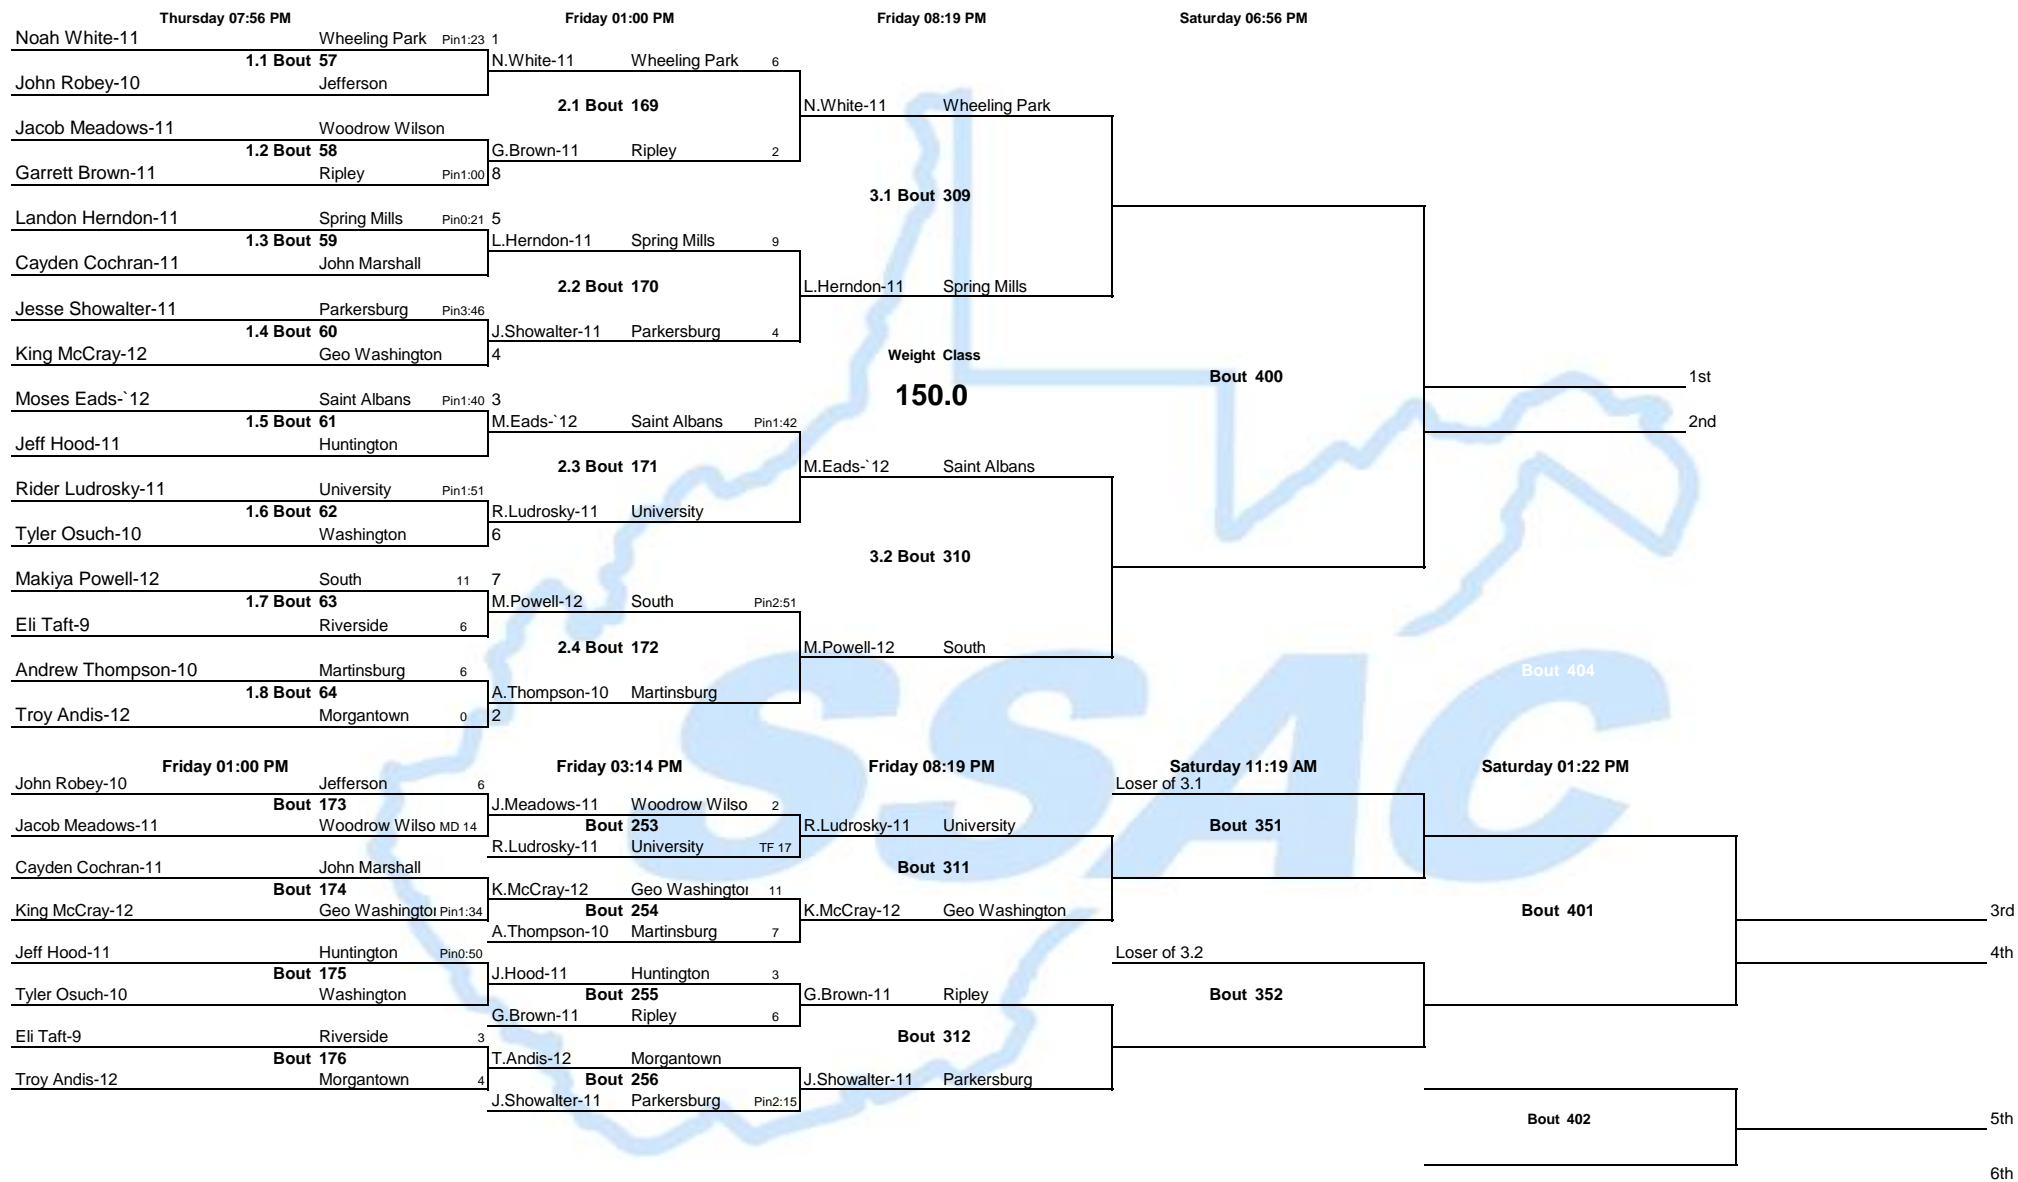 Thursday 07:56 PM Friday 01:00 PM Friday 08:19 PM Saturday 06:56 PM
Noah White-11 Wheeling Park Pin1:23 1
1.1 Bout 57 N.White-11 Wheeling Park 6
John Robey-10 Jefferson
2.1 Bout 169 N.White-11 Wheeling Park
Jacob Meadows-11 Woodrow Wilson
1.2 Bout 58 G.Brown-11 Ripley 2
Garrett Brown-11 Ripley Pin1:00 8
3.1 Bout 309
Landon Herndon-11 Spring Mills Pin0:21 5
1.3 Bout 59 L.Herndon-11 Spring Mills 9
Cayden Cochran-11 John Marshall
2.2 Bout 170 L.Herndon-11 Spring Mills
Jesse Showalter-11 Parkersburg Pin3:46
1.4 Bout 60 J.Showalter-11 Parkersburg 4
King McCray-12 Geo Washington 4 Weight Class
Bout 400 1st
Moses Eads-`12 Saint Albans Pin1:40 3 150.0
1.5 Bout 61 M.Eads-`12 Saint Albans Pin1:42 2nd
Jeff Hood-11 Huntington
2.3 Bout 171 M.Eads-`12 Saint Albans
Rider Ludrosky-11 University Pin1:51
1.6 Bout 62 R.Ludrosky-11 University
Tyler Osuch-10 Washington 6
3.2 Bout 310
Makiya Powell-12 South 11 7
1.7 Bout 63 M.Powell-12 South Pin2:51
Eli Taft-9 Riverside 6
2.4 Bout 172 M.Powell-12 South
Andrew Thompson-10 Martinsburg 6 Bout 404
1.8 Bout 64 A.Thompson-10 Martinsburg
Troy Andis-12 Morgantown 0 2
SSAC
Friday 01:00 PM Friday 03:14 PM Friday 08:19 PM Saturday 11:19 AM Saturday 01:22 PM
John Robey-10 Jefferson 6 Loser of 3.1
Bout 173 J.Meadows-11 Woodrow Wilso 2
Jacob Meadows-11 Woodrow Wilso MD 14 Bout 253 R.Ludrosky-11 University Bout 351
R.Ludrosky-11 University TF 17
Cayden Cochran-11 John Marshall Bout 311
Bout 174 K.McCray-12 Geo Washingto 11
King McCray-12 Geo Washingto Pin1:34 Bout 254 K.McCray-12 Geo Washington Bout 401 3rd
A.Thompson-10 Martinsburg 7
Jeff Hood-11 Huntington Pin0:50 Loser of 3.2 4th
Bout 175 J.Hood-11 Huntington 3
Tyler Osuch-10 Washington Bout 255 G.Brown-11 Ripley Bout 352
G.Brown-11 Ripley 6
Eli Taft-9 Riverside 3 Bout 312
Bout 176 T.Andis-12 Morgantown
Troy Andis-12 Morgantown 4 Bout 256 J.Showalter-11 Parkersburg
J.Showalter-11 Parkersburg Pin2:15
Bout 402 5th
6th